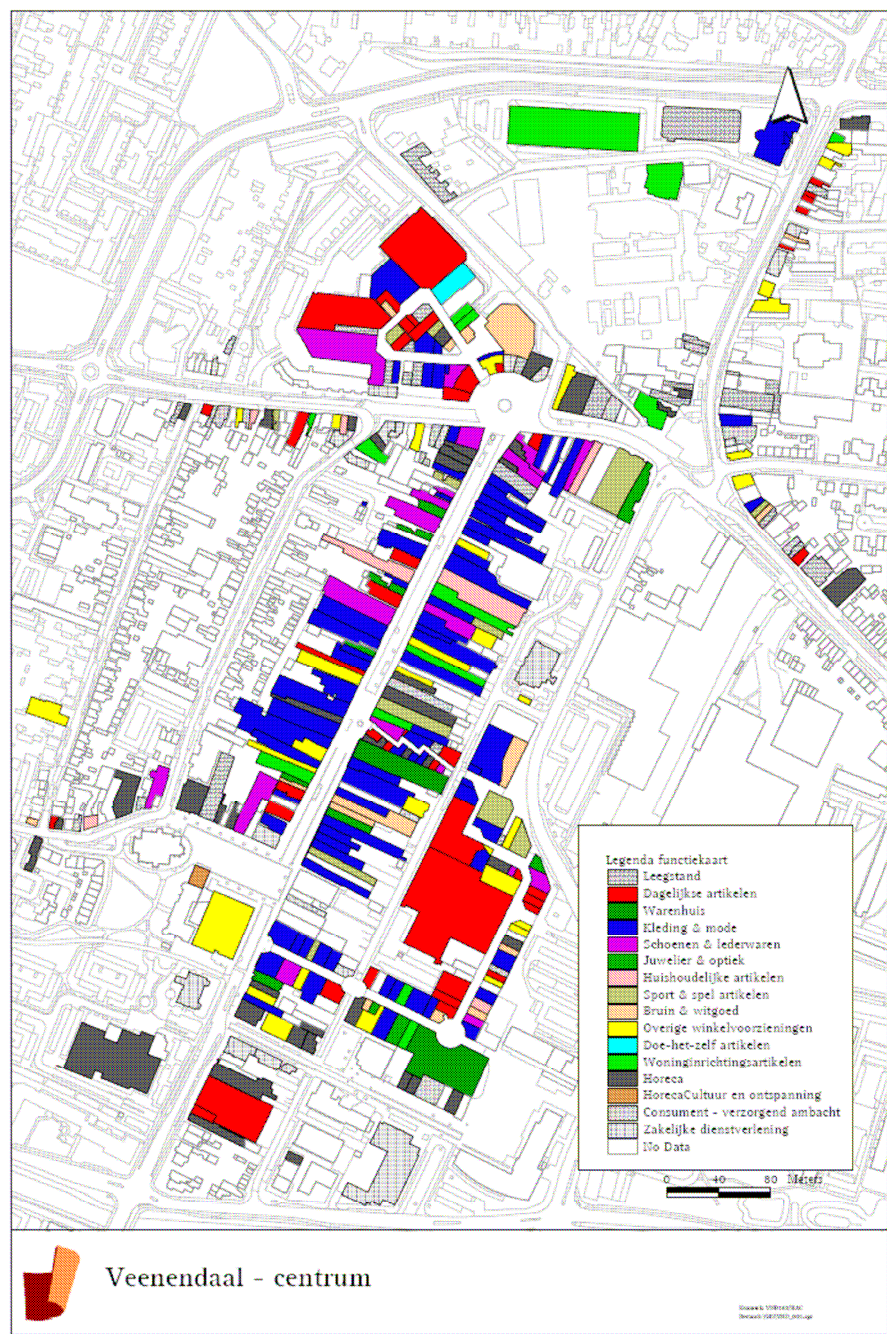 Legenda functiekaart
Leegstand
Dagelijkse artikelen
Warenhuis
Kleding & mode
Schoenen & lederwaren
Juwelier & optiek
Huishoudelijke artikelen
Sport & spel artikelen
Bruin & witgoed
Overige winkelvoorzieningen
Doe-het-zelf artikelen
Woninginrichtingsartikelen
Horeca
HorecaCultuur en ontspanning
Consument - verzorgend ambacht
Zakelijke dienstverlening
No Data
0 40 80 Meters
Veenendaal - centrum